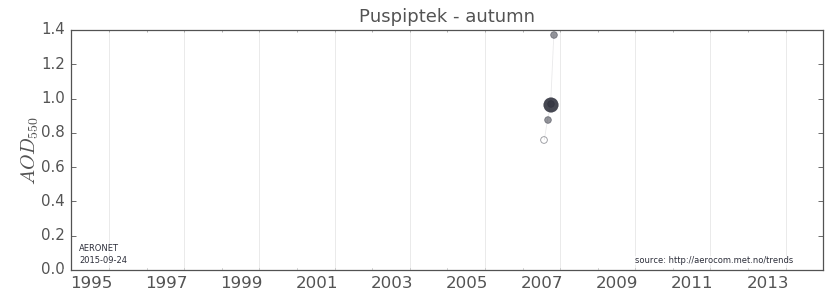 Puspiptek - autumn
1.4
1.2
1.0
0.8
0.6
0.4
0.2
0.0
AOD550
AERONET
2015-09-24
source: http://aerocom.met.no/trends
1995 1997 1999 2001 2003 2005 2007 2009 2011 2013